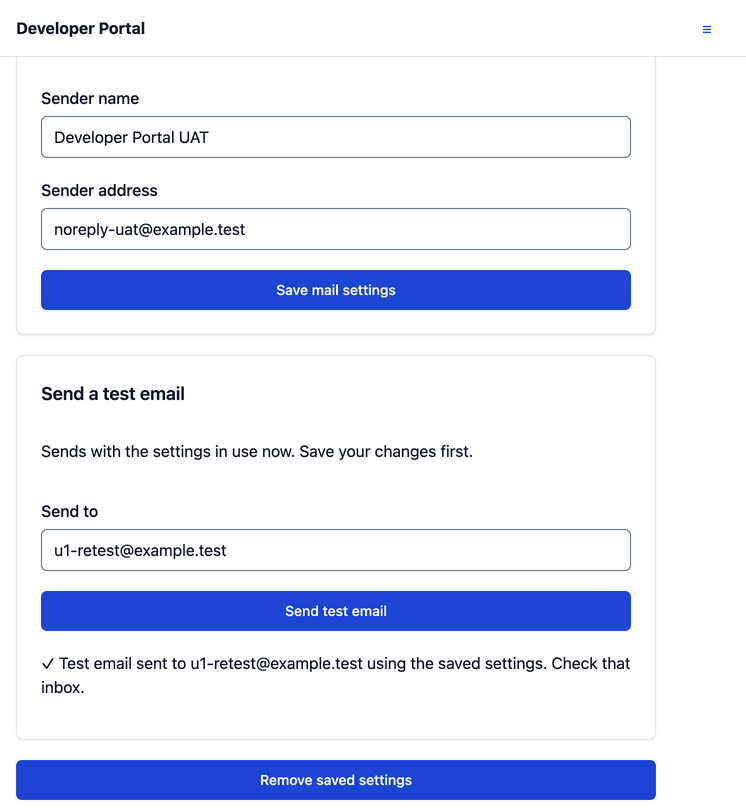 Developer Portal
≡
Sender name
Developer Portal UAT
Sender address
noreply-uat@example.test
Save mail settings
Send a test email
Sends with the settings in use now. Save your changes first.
Send to
u1-retest@example.test
Send test email
✓ Test email sent to u1-retest@example.test using the saved settings. Check that
inbox.
Remove saved settings